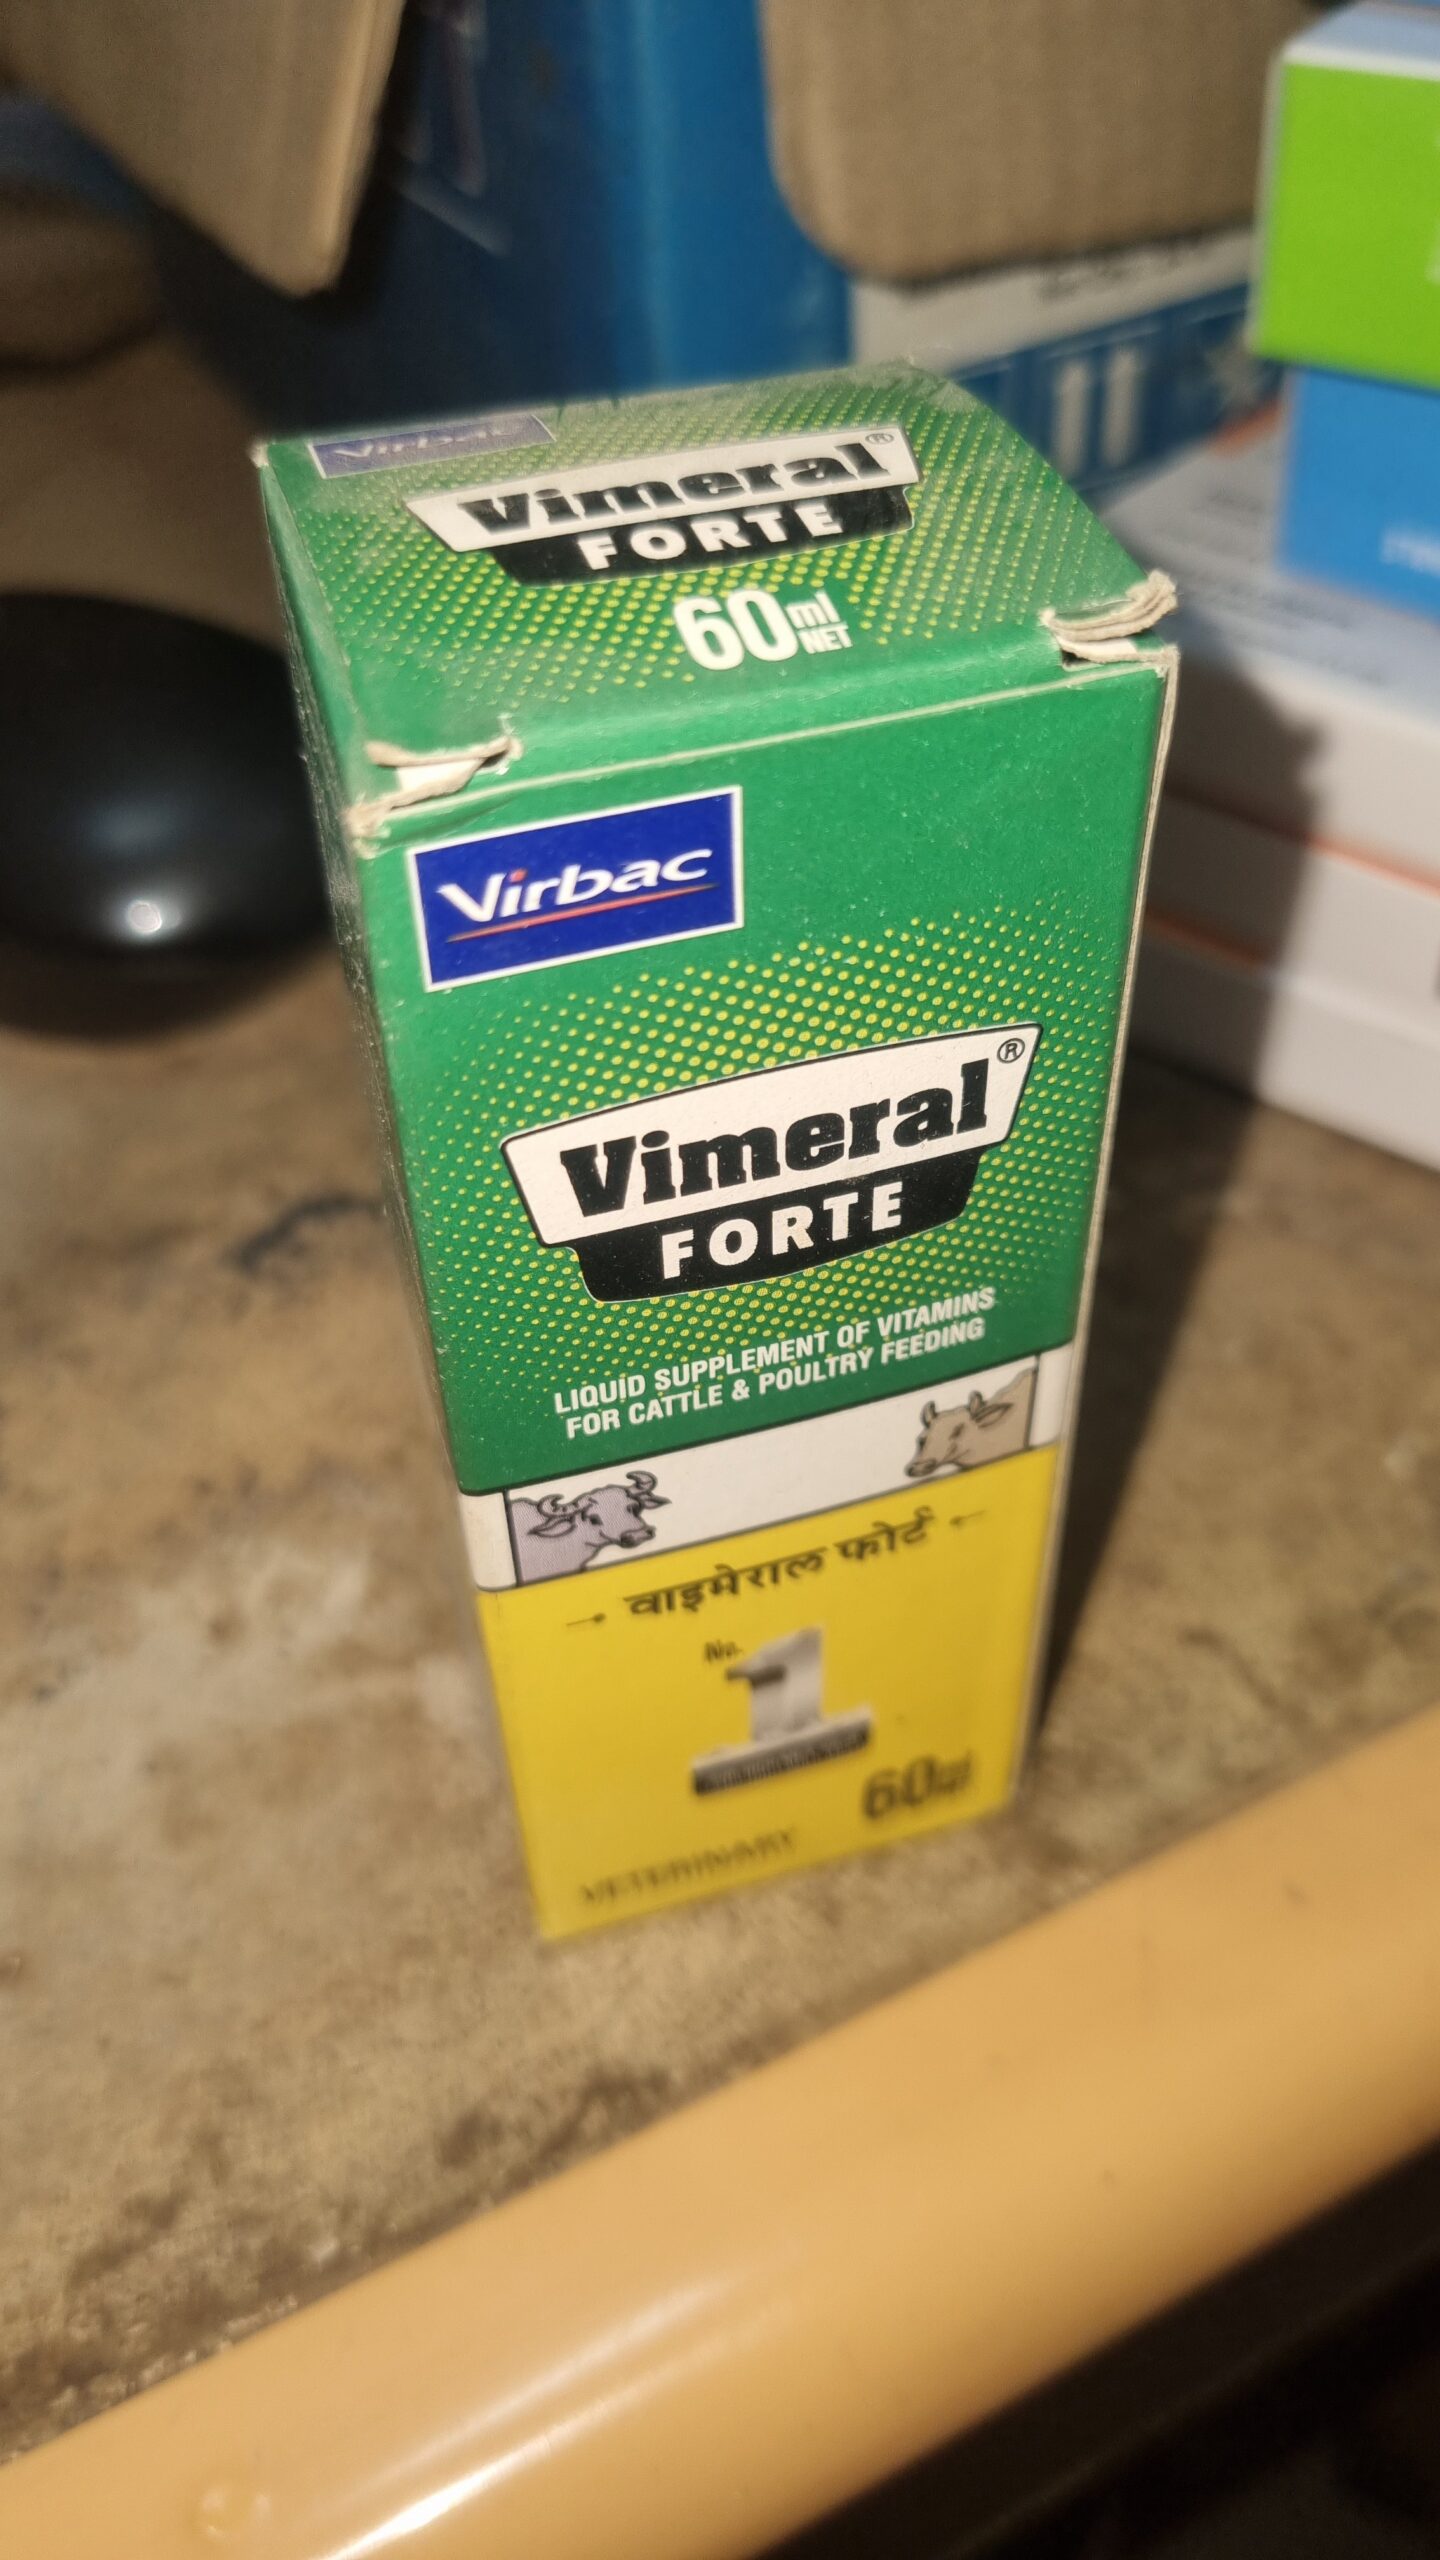 Virbac
Vimeral®
FORTE
60ml
NET
Virbac
Vimeral®
FORTE
LIQUID SUPPLEMENT OF VITAMINS
FOR CATTLE & POULTRY FEEDING
वाइमेराल फोर्ट
No. 1
60
VETERINARY